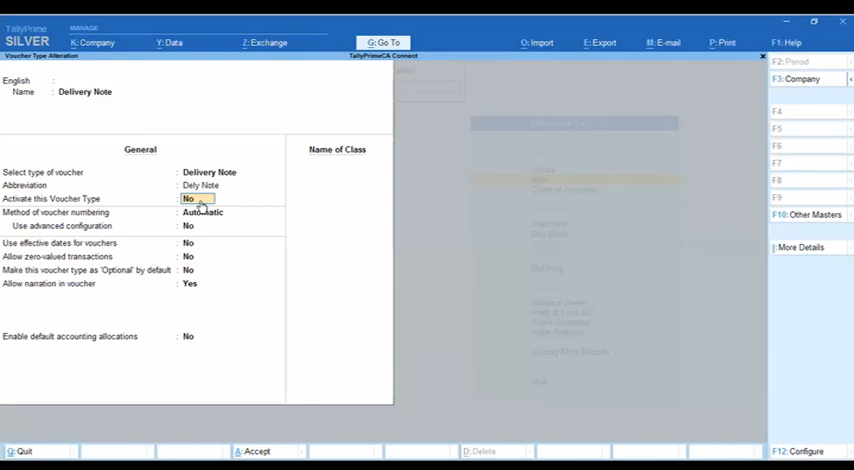 TallyPrime
MANAGE
SILVER
K: Company
Y: Data
Z: Exchange
G: Go To
O: Import
E: Export
M: E-mail
P: Print
F1: Help
Voucher Type Alteration
TallyPrimeCA Connect
F2: Period
English :
F3: Company
Name : Delivery Note
F4
F5
General
Name of Class
F6
F7
Select type of voucher : Delivery Note
F8
Abbreviation : Dely Note
Activate this Voucher Type : No
F9
Method of voucher numbering : Automatic
F10: Other Masters
Use advanced configuration : No
Use effective dates for vouchers : No
I: More Details
Allow zero-valued transactions : No
Make this voucher type as 'Optional' by default : No
Allow narration in voucher : Yes
Balance Sheet
Enable default accounting allocations : No
Q: Quit
A: Accept
D: Delete
F12: Configure